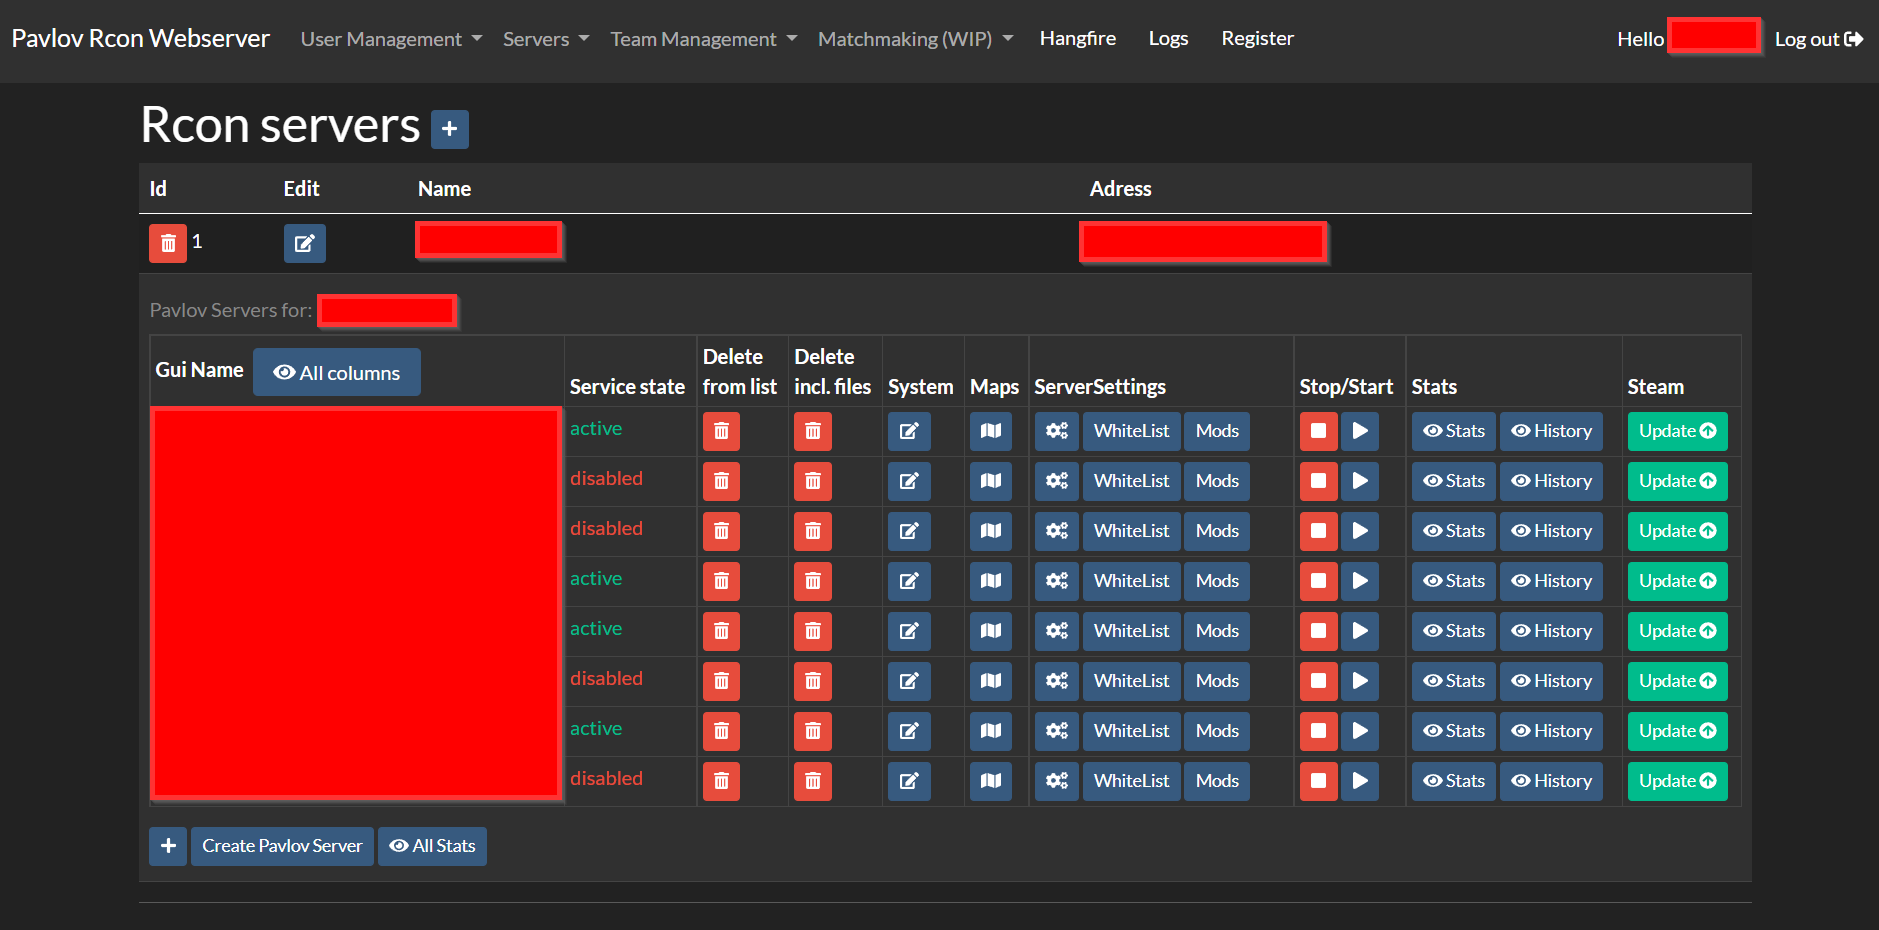 Pavlov Rcon Webserver User Management Servers Team Management Matchmaking (WIP) Hangfire Logs Register Hello Log out
Rcon servers
Id Edit Name Adress
1
Pavlov Servers for:
Gui Name All columns Service state Delete from list Delete incl. files System Maps ServerSettings Stop/Start Stats Steam
active WhiteList Mods Stats History Update
disabled WhiteList Mods Stats History Update
disabled WhiteList Mods Stats History Update
active WhiteList Mods Stats History Update
active WhiteList Mods Stats History Update
disabled WhiteList Mods Stats History Update
active WhiteList Mods Stats History Update
disabled WhiteList Mods Stats History Update
Create Pavlov Server All Stats